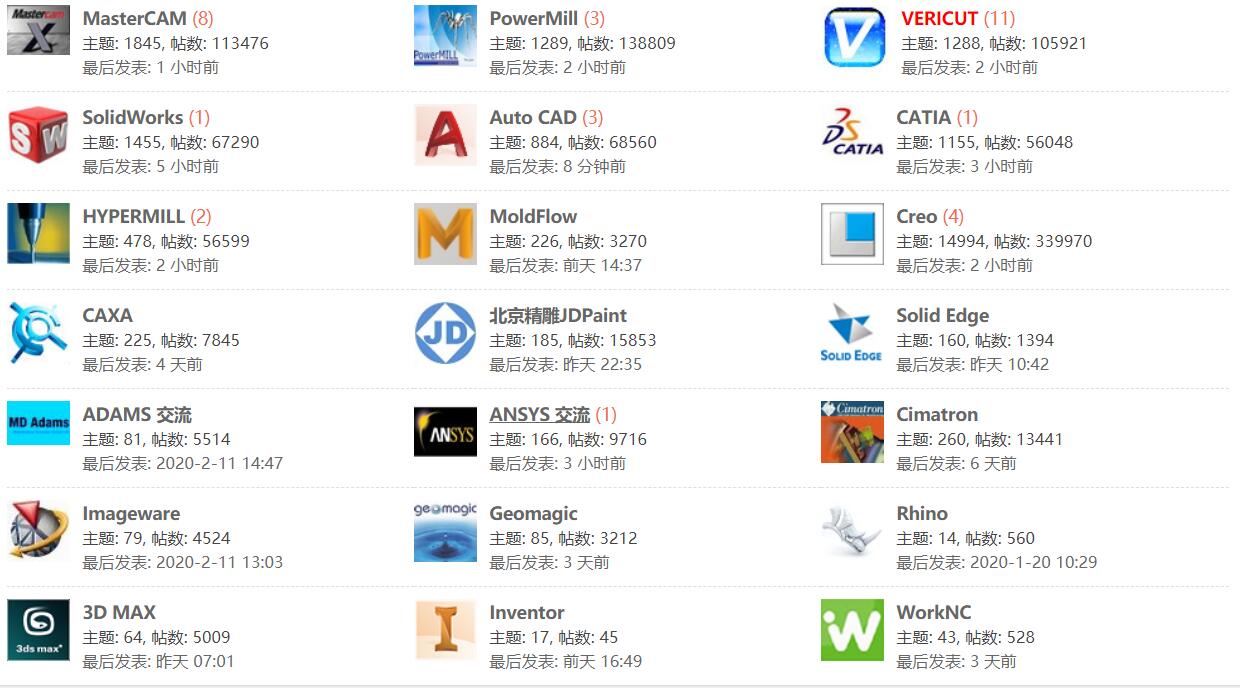 Mastercam
X
MasterCAM (8)
主题: 1845, 帖数: 113476
最后发表: 1 小时前
PowerMILL
PowerMill (3)
主题: 1289, 帖数: 138809
最后发表: 2 小时前
V
VERICUT (11)
主题: 1288, 帖数: 105921
最后发表: 2 小时前
SW
SolidWorks (1)
主题: 1455, 帖数: 67290
最后发表: 5 小时前
A
Auto CAD (3)
主题: 884, 帖数: 68560
最后发表: 8 分钟前
DS
CATIA
CATIA (1)
主题: 1155, 帖数: 56048
最后发表: 3 小时前
HYPERMILL (2)
主题: 478, 帖数: 56599
最后发表: 2 小时前
M
MoldFlow
主题: 226, 帖数: 3270
最后发表: 前天 14:37
Creo (4)
主题: 14994, 帖数: 339970
最后发表: 2 小时前
CAXA
主题: 225, 帖数: 7845
最后发表: 4 天前
JD
北京精雕JDPaint
主题: 185, 帖数: 15853
最后发表: 昨天 22:35
SOLID EDGE
Solid Edge
主题: 160, 帖数: 1394
最后发表: 昨天 10:42
MD Adams
ADAMS 交流
主题: 81, 帖数: 5514
最后发表: 2020-2-11 14:47
ANSYS
ANSYS 交流 (1)
主题: 166, 帖数: 9716
最后发表: 3 小时前
Cimatron
Cimatron
主题: 260, 帖数: 13441
最后发表: 6 天前
Imageware
主题: 79, 帖数: 4524
最后发表: 2020-2-11 13:03
geomagic
Geomagic
主题: 85, 帖数: 3212
最后发表: 3 天前
Rhino
主题: 14, 帖数: 560
最后发表: 2020-1-20 10:29
3ds max
3D MAX
主题: 64, 帖数: 5009
最后发表: 昨天 07:01
I
Inventor
主题: 17, 帖数: 45
最后发表: 前天 16:49
W
WorkNC
主题: 43, 帖数: 528
最后发表: 3 天前